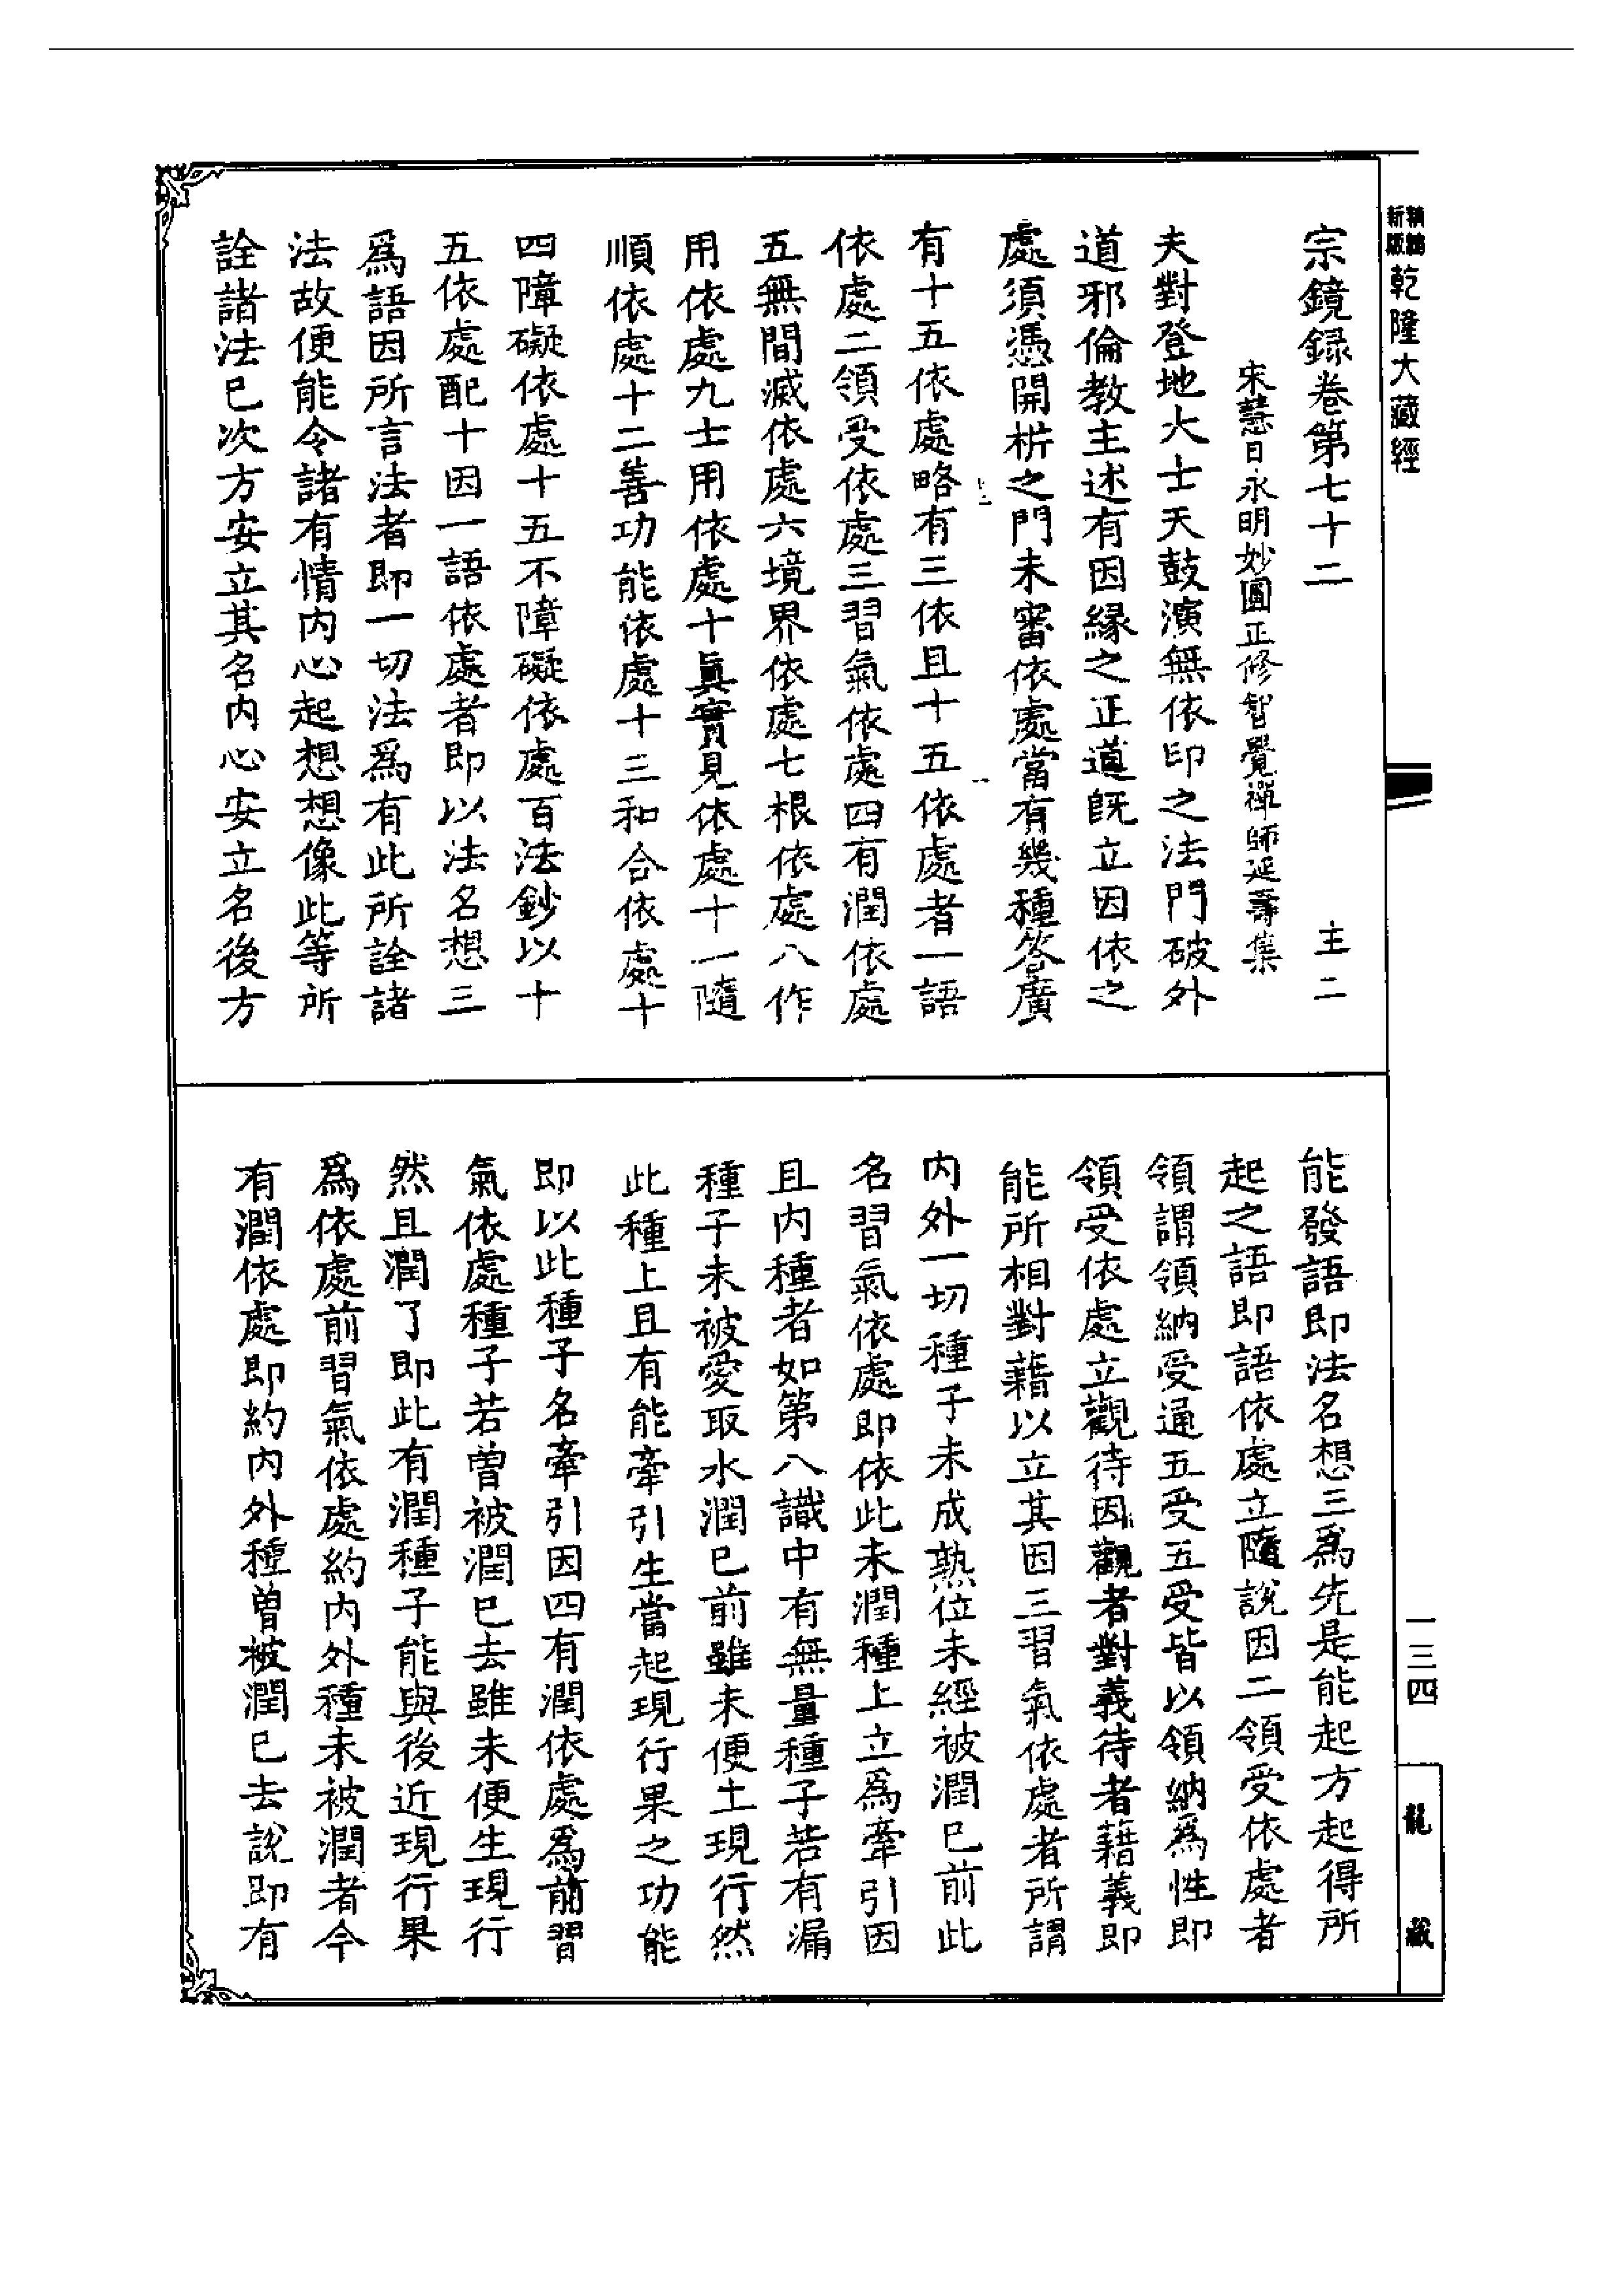 新版
精縮
乾隆大藏經
宗鏡録卷第七十二
主二
宋慧日永明妙圓正修智覺禪師延壽集
夫對登地大士天鼓演無依印之法門破外
道邪倫教主述有因緣之正道既立因依之
處須憑開析之門未審依處當有幾種答廣
有十五依處略有三依且十五依處者一語
依處二領受依處三習氣依處四有潤依處
五無間滅依處六境界依處七根依處八作
用依處九士用依處十眞實見依處十一隨
順依處十二善功能依處十三和合依處十
四障礙依處十五不障礙依處百法鈔以十
五依處配十因一語依處者即以法名想三
爲語因所言法者即一切法爲有此所詮諸
法故便能令諸有情内心起想想像此等所
詮諸法已次方安立其名内心安立名後方
能發語即法名想三爲先是能起方起得所
起之語即語依處立隨說因二領受依處者
領謂領納受通五受五受皆以領納爲性即
領受依處立觀待因觀者對義待者藉義即
能所相對藉以立其因三習氣依處者所謂
内外一切種子未成熟位未經被潤已前此
名習氣依處即依此未潤種上立爲牽引因
且内種者如第八識中有無量種子若有漏
種子未被愛取水潤已前雖未便土現行然
此種上且有能牽引生當起現行果之功能
即以此種子名牽引因四有潤依處爲前習
氣依處種子若曾被潤已去雖未便生現行
然且潤了即此有潤種子能與後近現行果
爲依處前習氣依處約内外種未被潤者今
有潤依處即約内外種曾被潤已去說即有
一三四
龍藏